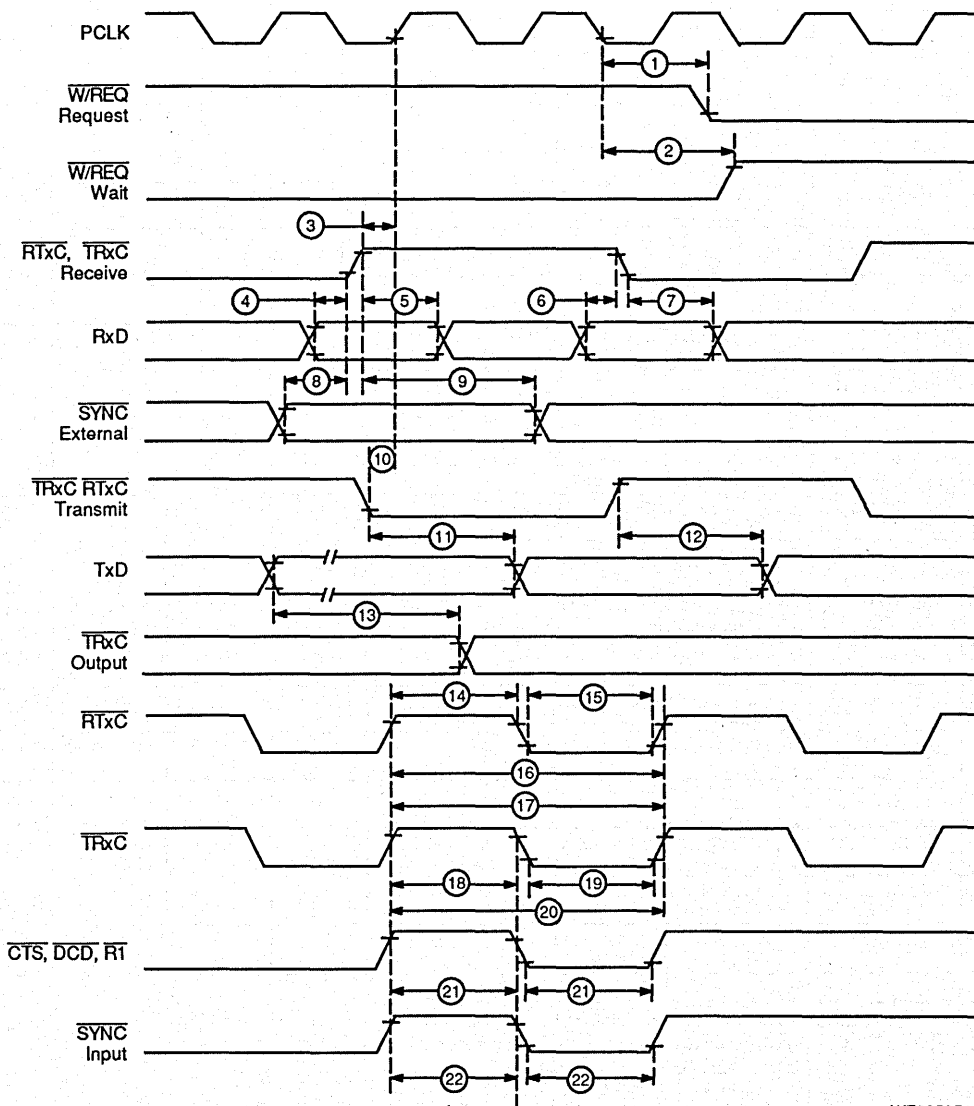 PCLK
1
W/REQ
Request
2
W/REQ
Wait
3
RTxC, TRxC
Receive
4
5
6
7
RxD
8
9
SYNC
External
10
TRxC RTxC
Transmit
11
12
TxD
13
TRxC
Output
14
15
RTxC
16
17
TRxC
18
19
20
CTS, DCD, R1
21
21
SYNC
Input
22
22